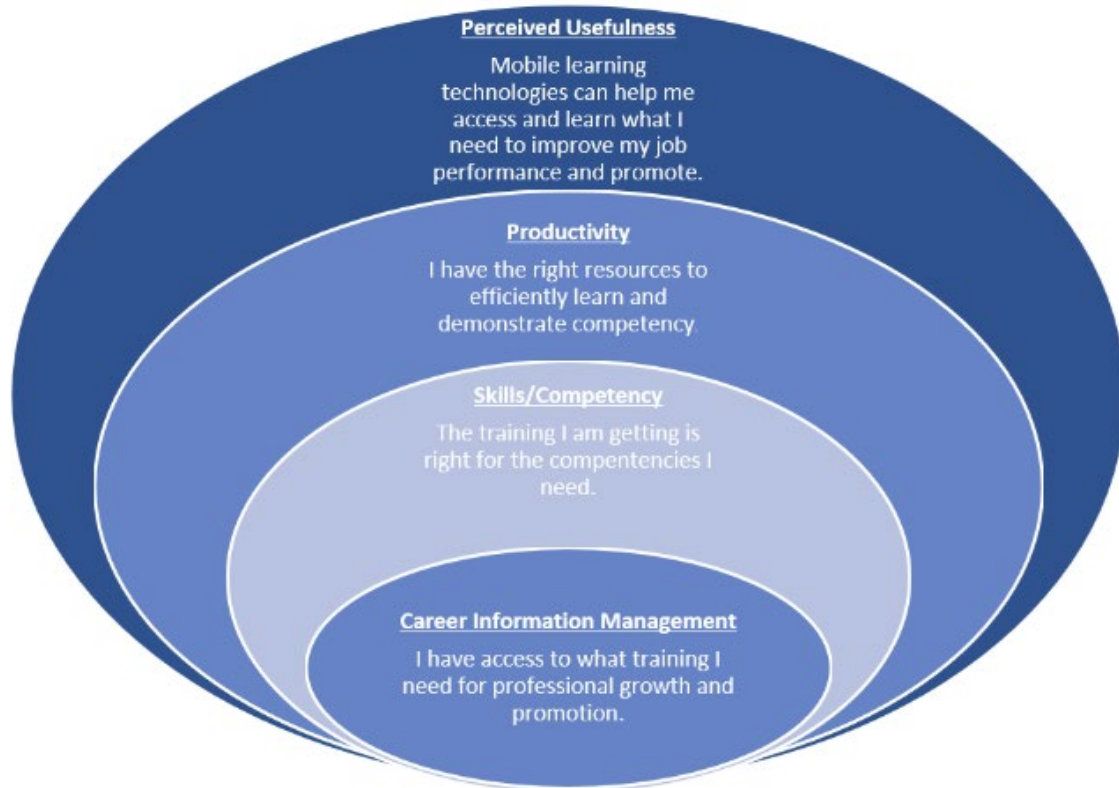 Perceived Usefulness
Mobile learning
technologies can help me
access and learn what I
need to improve my job
performance and promote.
Productivity
I have the right resources to
efficiently learn and
demonstrate competency
Skills/Competency
The training I am getting is
right for the compentencies I
need.
Career Information Management
I have access to what training I
need for professional growth and
promotion.